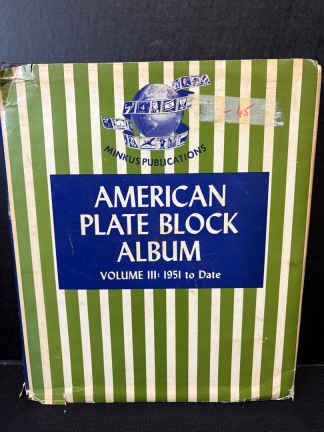 MINKUS PUBLICATIONS
AMERICAN
PLATE BLOCK
ALBUM
VOLUME III: 1951 to Date